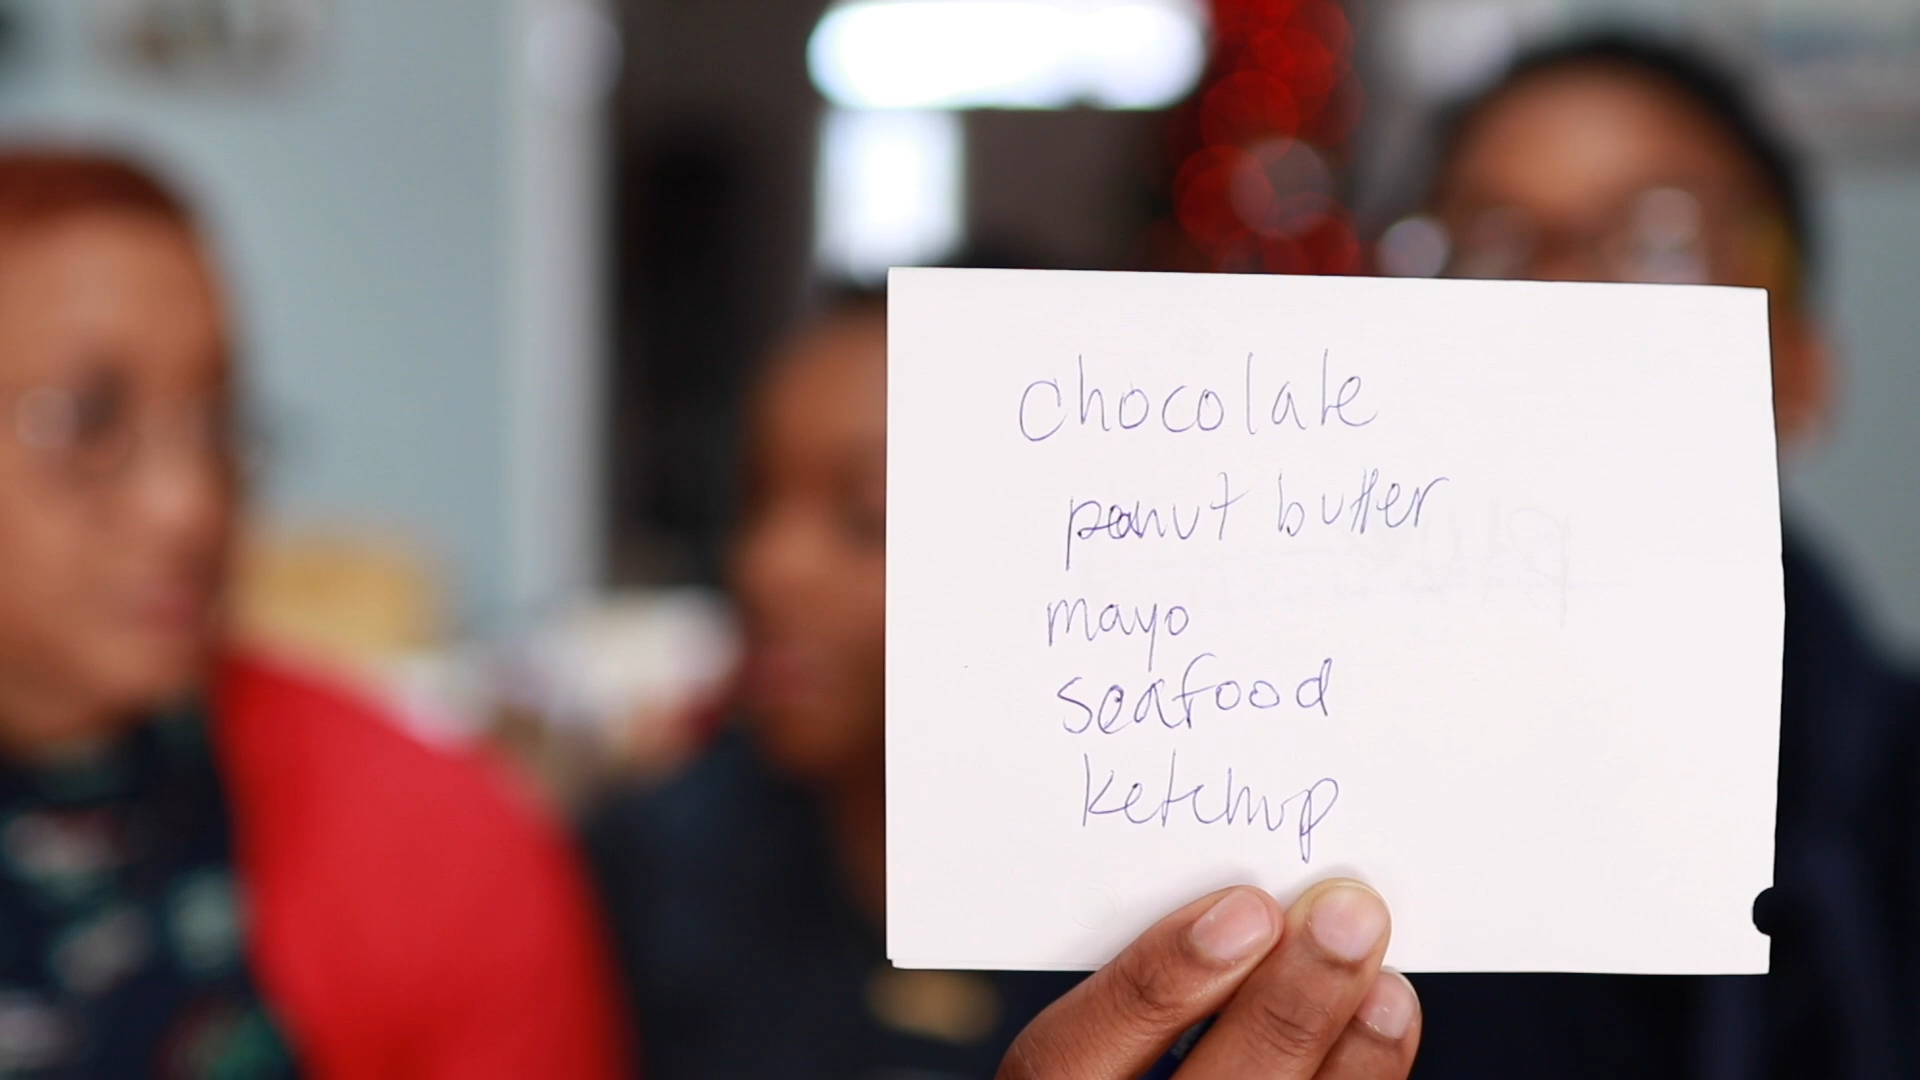 chocolate
panut butter
mayo
seafood
ketchup